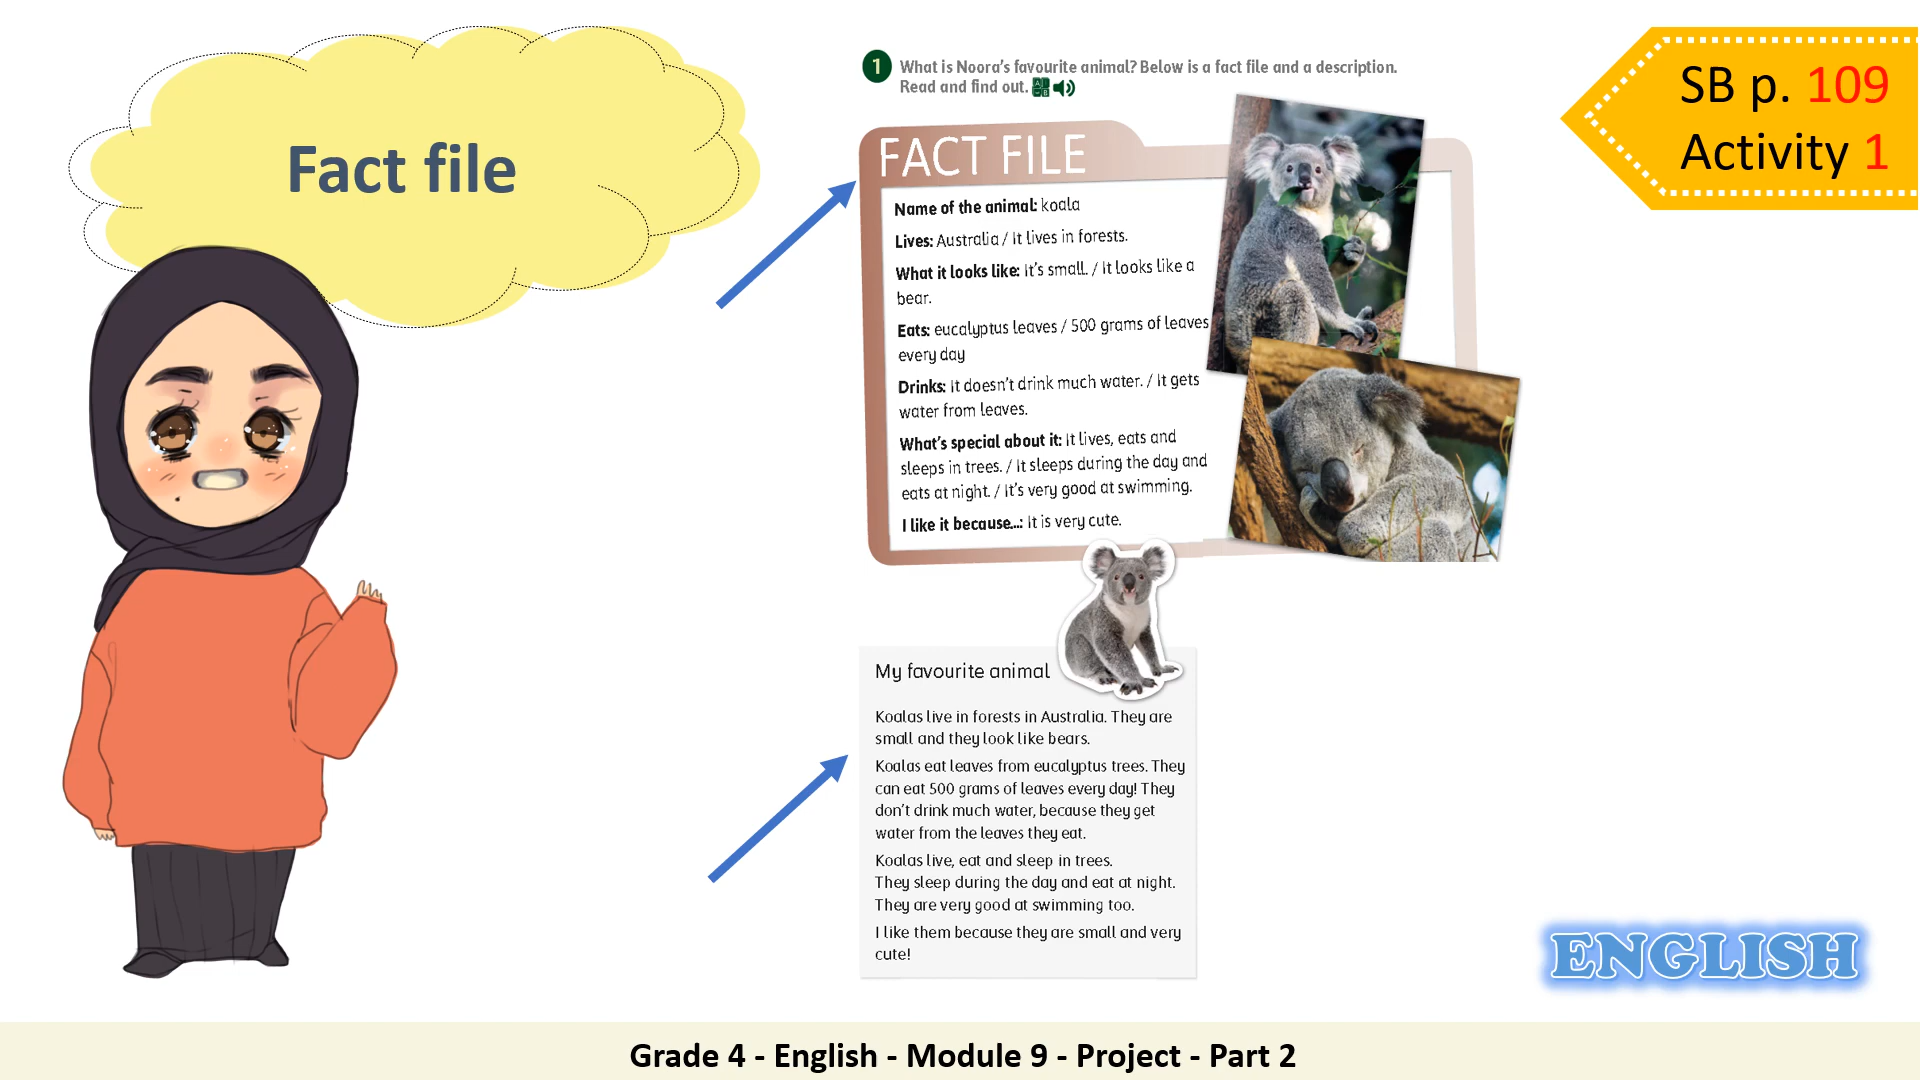 Fact file
1 What is Noora's favourite animal? Below is a fact file and a description.
Read and find out.
SB p. 109
Activity 1
FACT FILE
Name of the animal: koala
Lives: Australia / It lives in forests.
What it looks like: It's small. / It looks like a
bear.
Eats: eucalyptus leaves / 500 grams of leaves
every day
Drinks: It doesn't drink much water. / It gets
water from leaves.
What's special about it: It lives, eats and
sleeps in trees. / It sleeps during the day and
eats at night. / It's very good at swimming.
I like it because...: It is very cute.
My favourite animal
Koalas live in forests in Australia. They are
small and they look like bears.
Koalas eat leaves from eucalyptus trees. They
can eat 500 grams of leaves every day! They
don't drink much water, because they get
water from the leaves they eat.
Koalas live, eat and sleep in trees.
They sleep during the day and eat at night.
They are very good at swimming too.
I like them because they are small and very
cute!
ENGLISH
Grade 4 - English - Module 9 - Project - Part 2